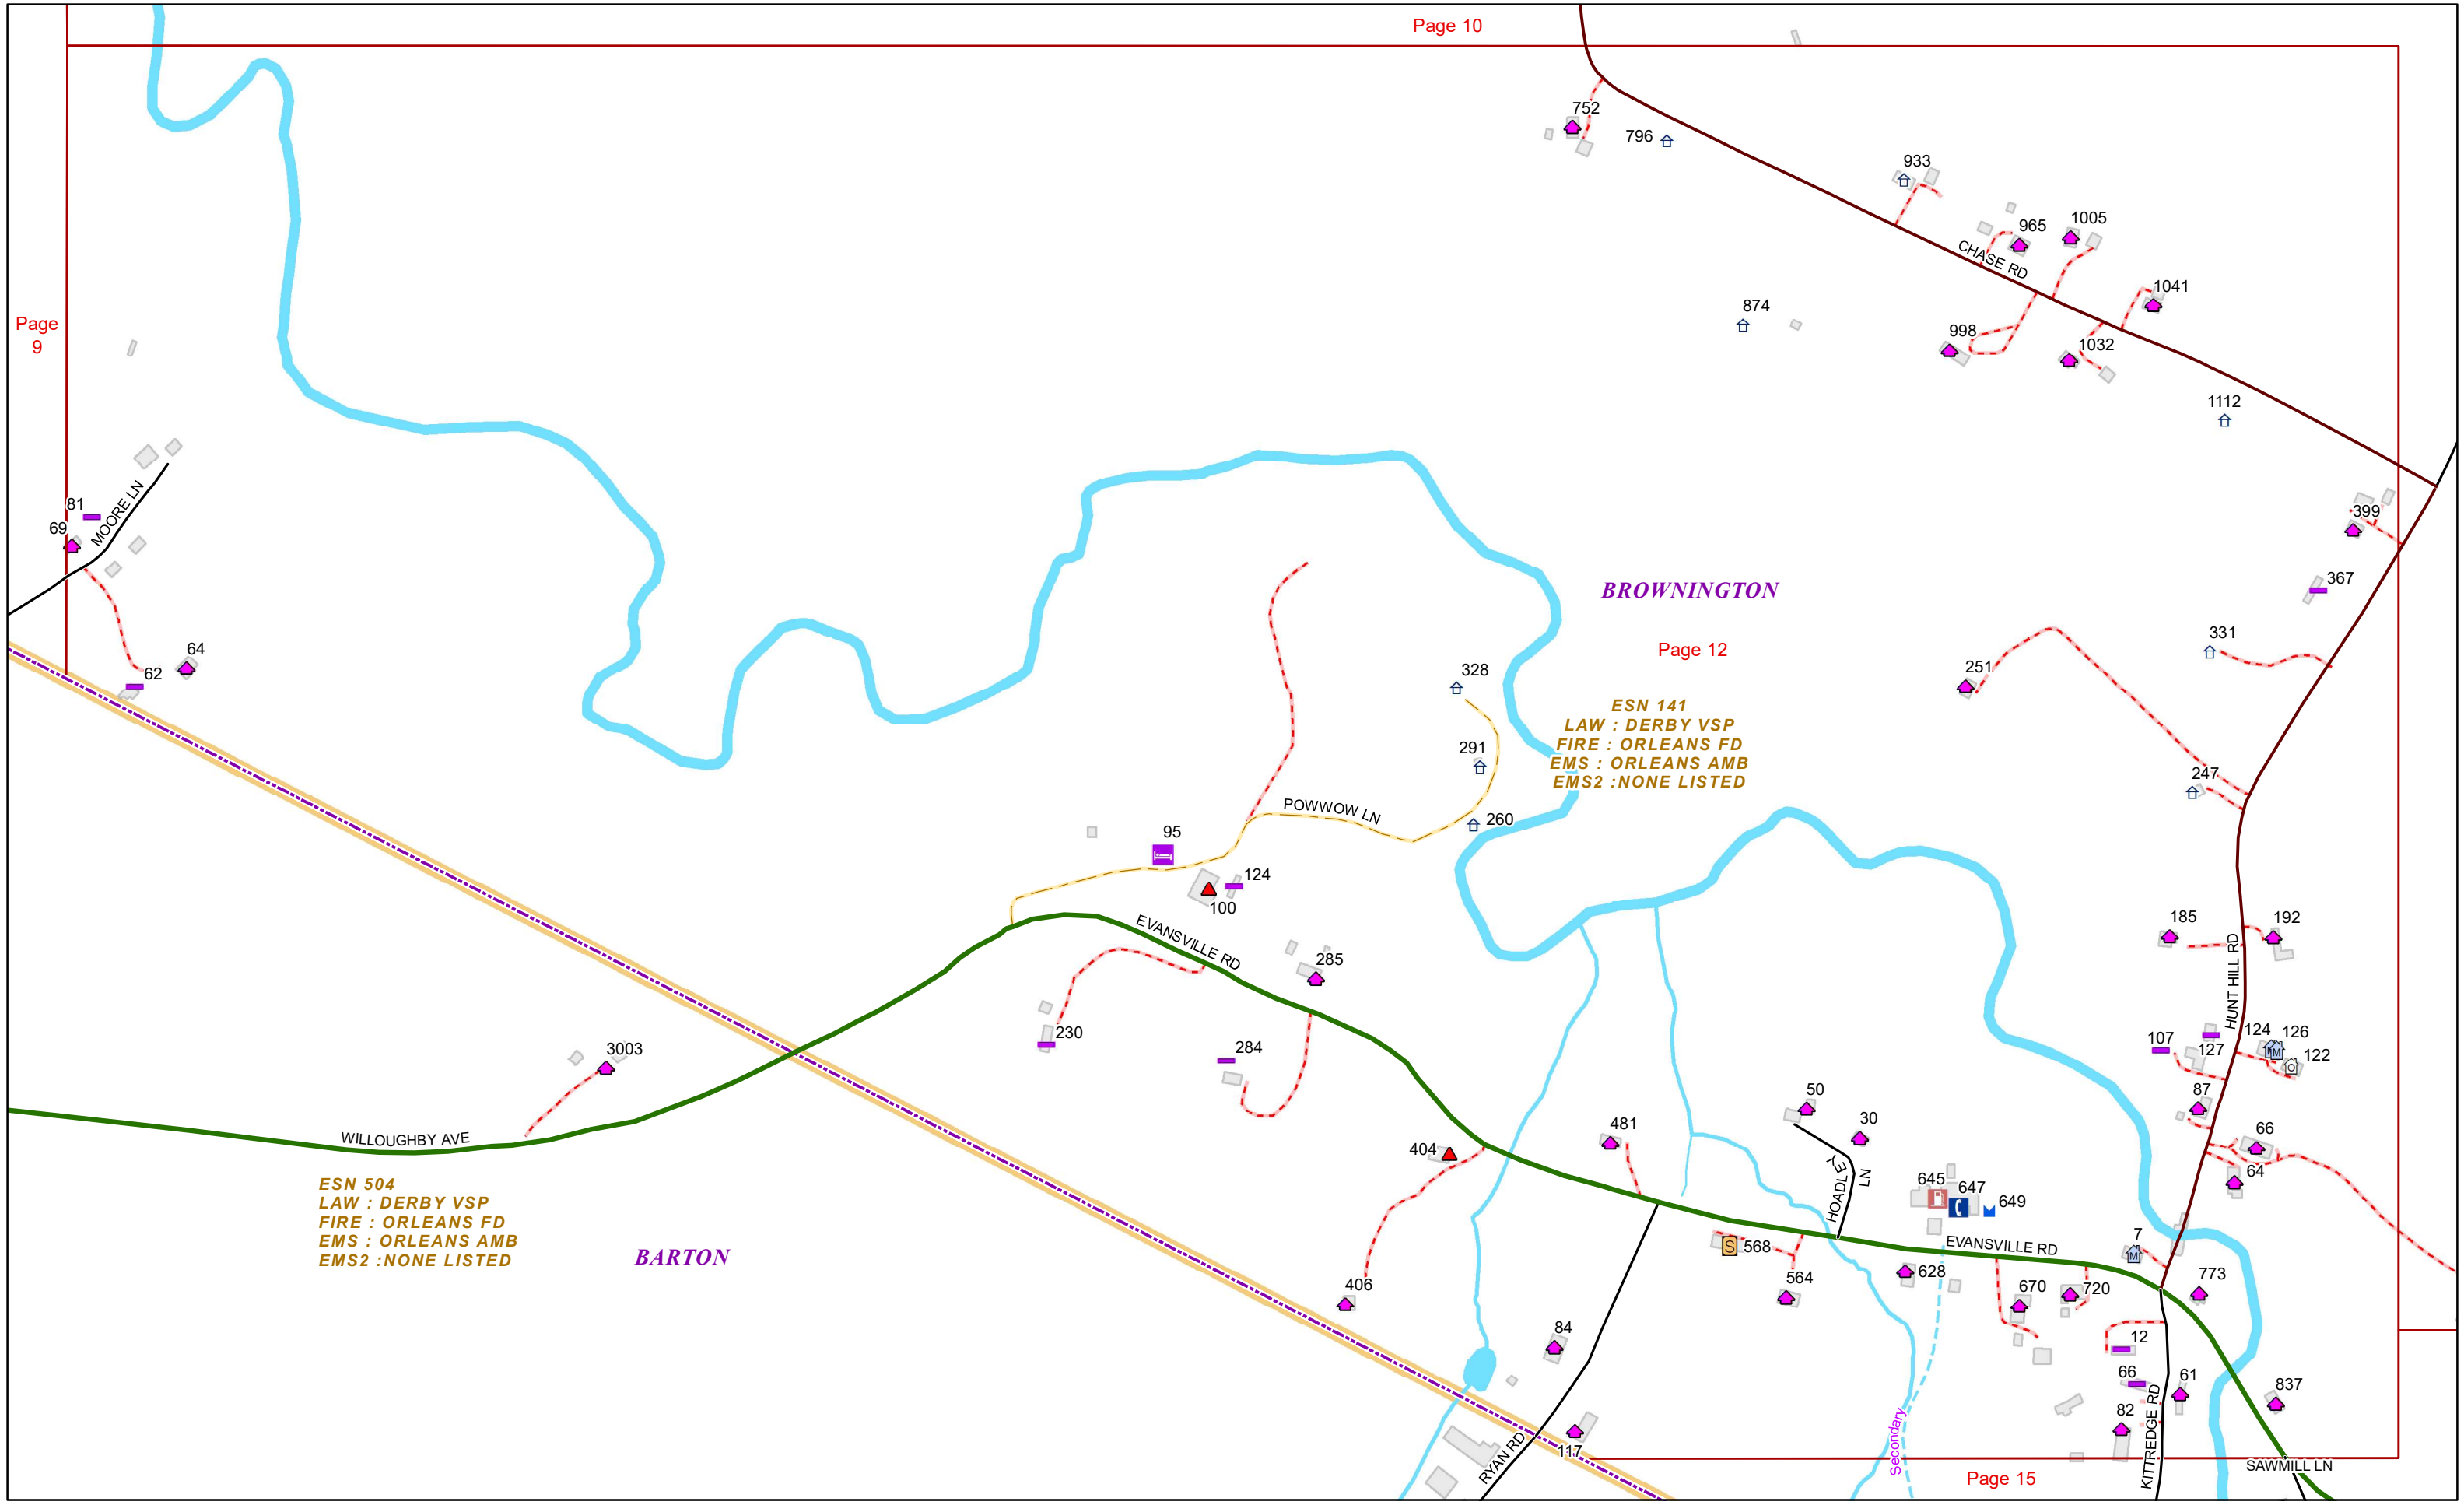 Page 10
752
796
933
965
1005
CHASE RD
1041
874
998
1032
Page
9
1112
81
69
MOORE LN
399
367
BROWNINGTON
Page 12
331
64
62
328
251
ESN 141
LAW : DERBY VSP
FIRE : ORLEANS FD
EMS : ORLEANS AMB
EMS2 :NONE LISTED
291
247
POWWOW LN
260
95
124
100
EVANSVILLE RD
185
192
HUNT HILL RD
285
230
284
3003
107
127
124
126
122
M
M
O
87
50
30
481
404
66
64
WILLOUGHBY AVE
HOADLEY
LN
645
647
649
ESN 504
LAW : DERBY VSP
FIRE : ORLEANS FD
EMS : ORLEANS AMB
EMS2 :NONE LISTED
BARTON
S
568
EVANSVILLE RD
7
M
564
628
670
720
773
406
84
12
66
61
837
82
KITTREDGE RD
Secondary
117
RYAN RD
Page 15
SAWMILL LN